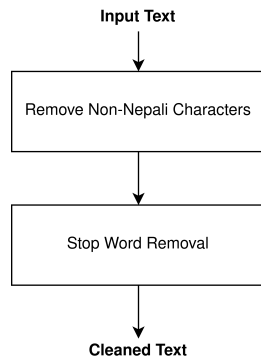 Input Text
Remove Non-Nepali Characters
Stop Word Removal
Cleaned Text